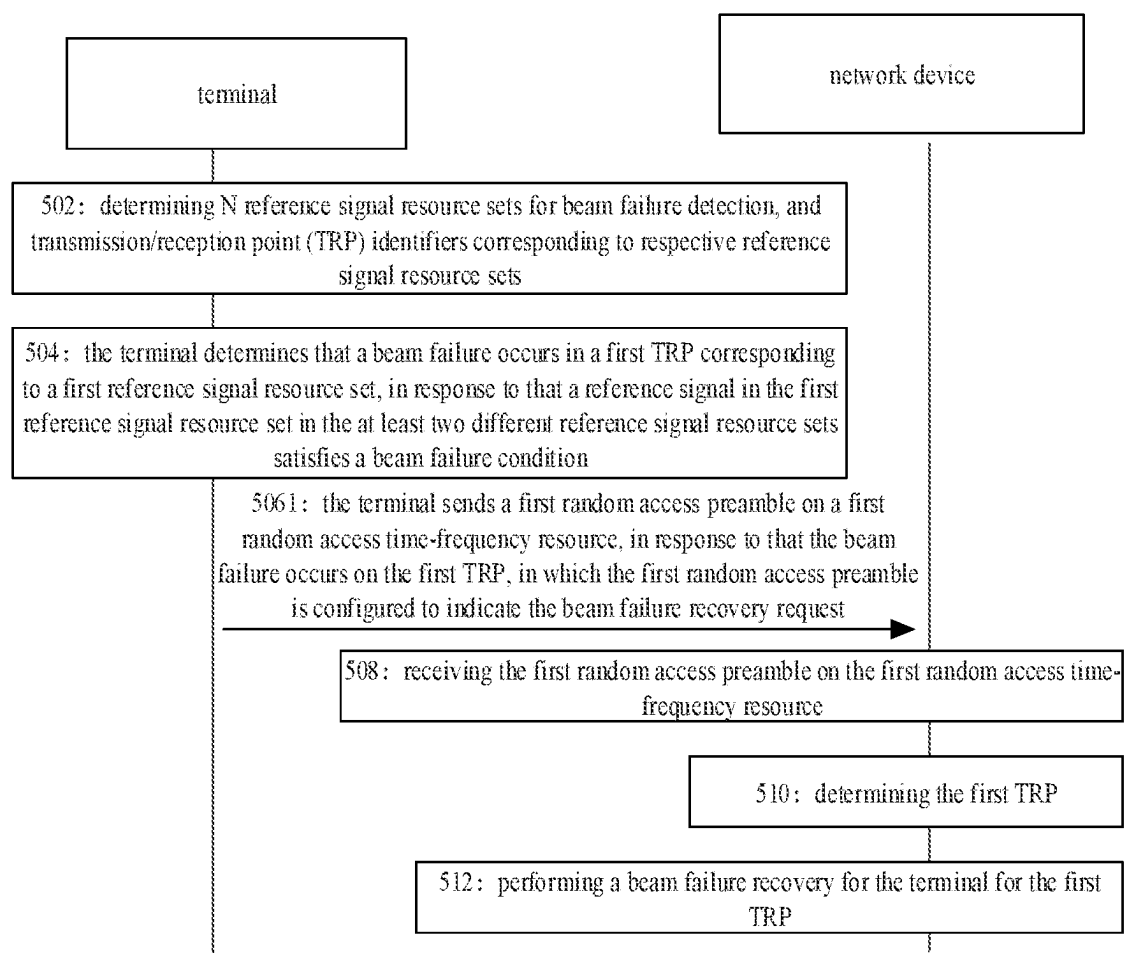 terminal
network device
502: determining N reference signal resource sets for beam failure detection, and
transmission/reception point (TRP) identifiers corresponding to respective reference
signal resource sets
504: the terminal determines that a beam failure occurs in a first TRP corresponding
to a first reference signal resource set, in response to that a reference signal in the first
reference signal resource set in the at least two different reference signal resource sets
satisfies a beam failure condition
5061: the terminal sends a first random access preamble on a first
random access time-frequency resource, in response to that the beam
failure occurs on the first TRP, in which the first random access preamble
is configured to indicate the beam failure recovery request
508: receiving the first random access preamble on the first random access time-
frequency resource
510: determining the first TRP
512: performing a beam failure recovery for the terminal for the first
TRP